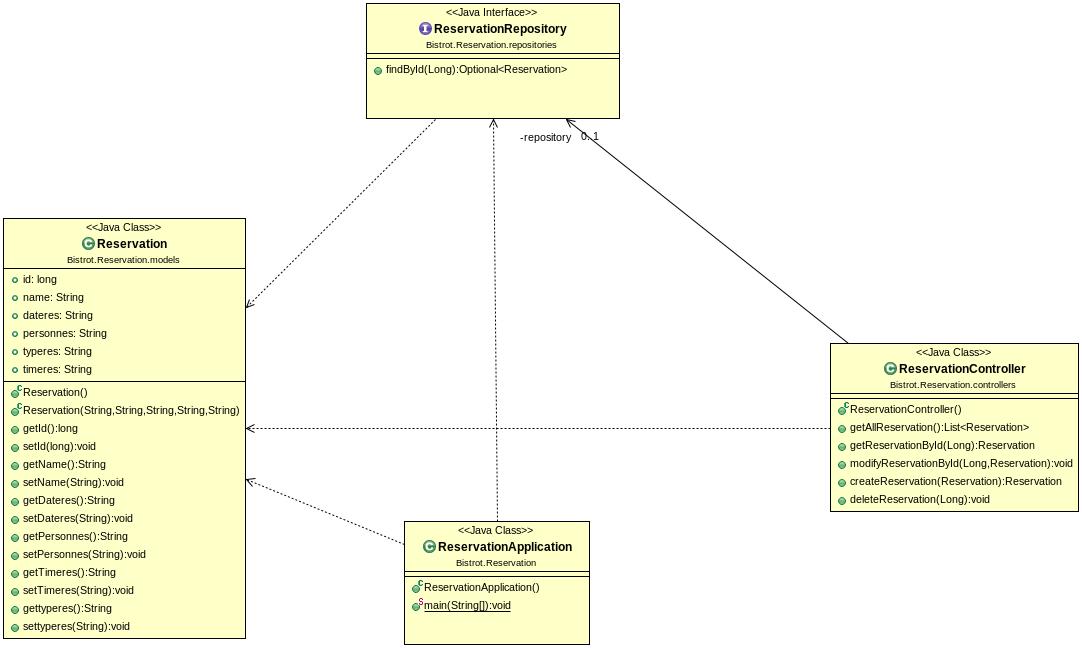 <<Java Interface>>
ReservationRepository
Bistrot.Reservation.repositories
findById(Long):Optional<Reservation>
-repository 0..1
<<Java Class>>
Reservation
Bistrot.Reservation.models
id: long
name: String
dateres: String
personnes: String
typeres: String
timeres: String
Reservation()
Reservation(String,String,String,String,String)
getId():long
setId(long):void
getName():String
setName(String):void
getDateres():String
setDateres(String):void
getPersonnes():String
setPersonnes(String):void
getTimeres():String
setTimeres(String):void
gettyperes():String
settyperes(String):void
<<Java Class>>
ReservationController
Bistrot.Reservation.controllers
ReservationController()
getAllReservation():List<Reservation>
getReservationById(Long):Reservation
modifyReservationById(Long,Reservation):void
createReservation(Reservation):Reservation
deleteReservation(Long):void
<<Java Class>>
ReservationApplication
Bistrot.Reservation
ReservationApplication()
main(String[]):void